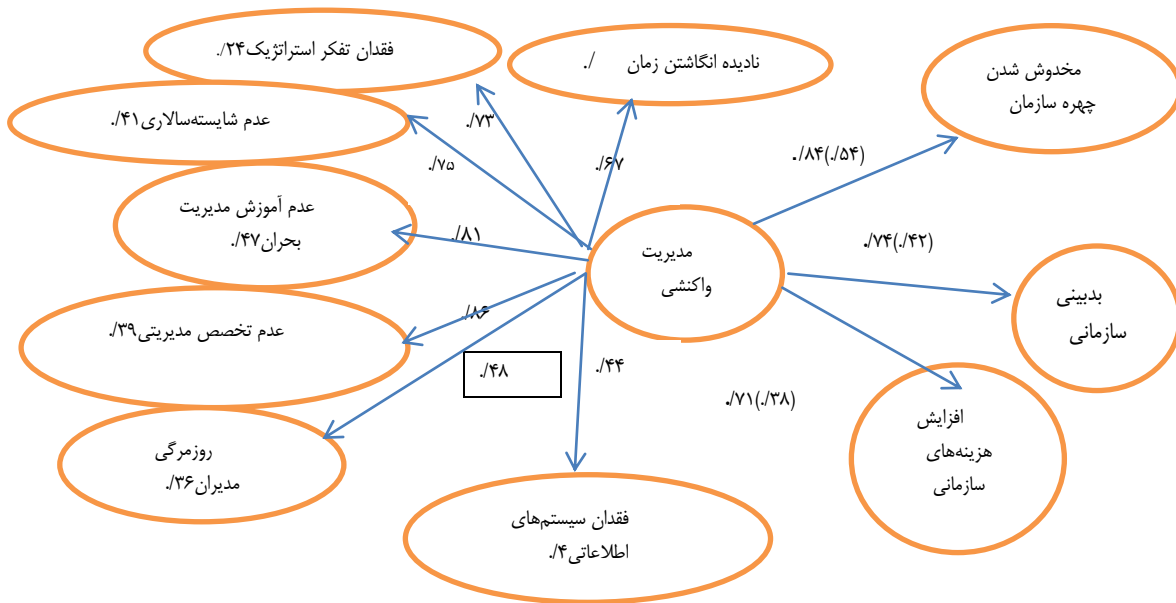 فقدان تفکر استراتژیک۲۴/.
نادیده انگاشتن زمان /.
مخدوش شدن
چهره سازمان
عدم شایسته‌سالاری۴۱/.
./۷۳
./۷۵
./۶۷
./۸۴(./۵۴)
عدم آموزش مدیریت
بحران۴۷/.
./۸۱
مدیریت
واکنشی
./۷۴(./۴۲)
بدبینی
سازمانی
عدم تخصص مدیریتی۳۹/.
./۸۶
./۴۸
./۴۴
./۷۱(./۳۸)
افزایش
هزینه‌های
سازمانی
روزمرگی
مدیران۳۶/.
فقدان سیستم‌های
اطلاعاتی۴/.